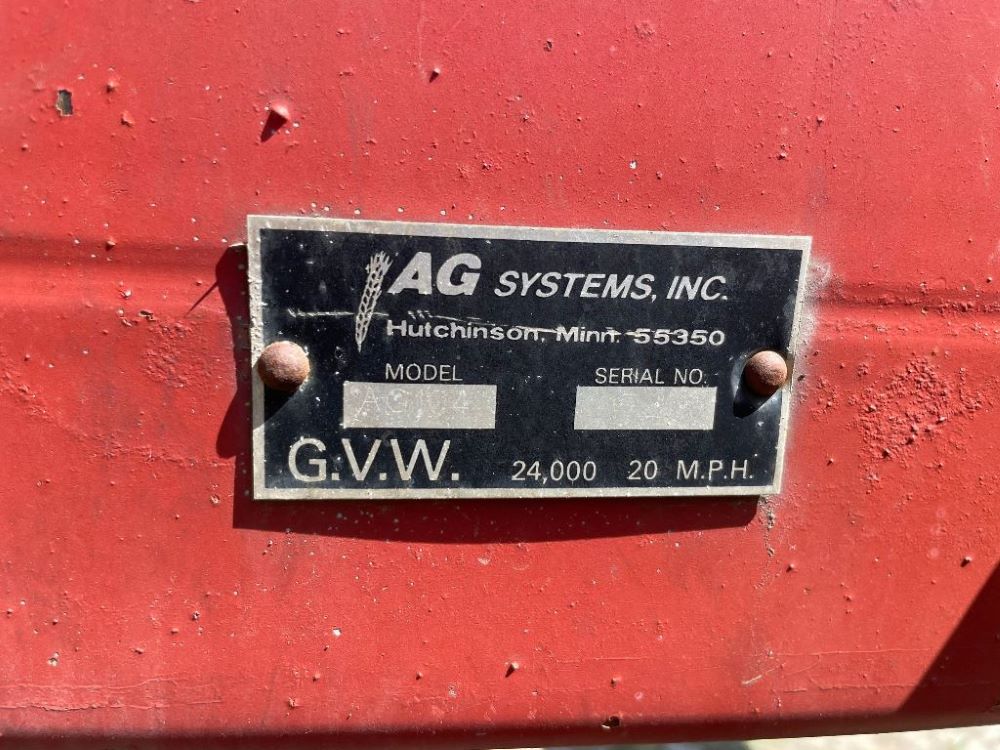 AG SYSTEMS, INC.
Hutchinson, Minn. 55350
MODEL
SERIAL NO.
G.V.W. 24,000 20 M.P.H.